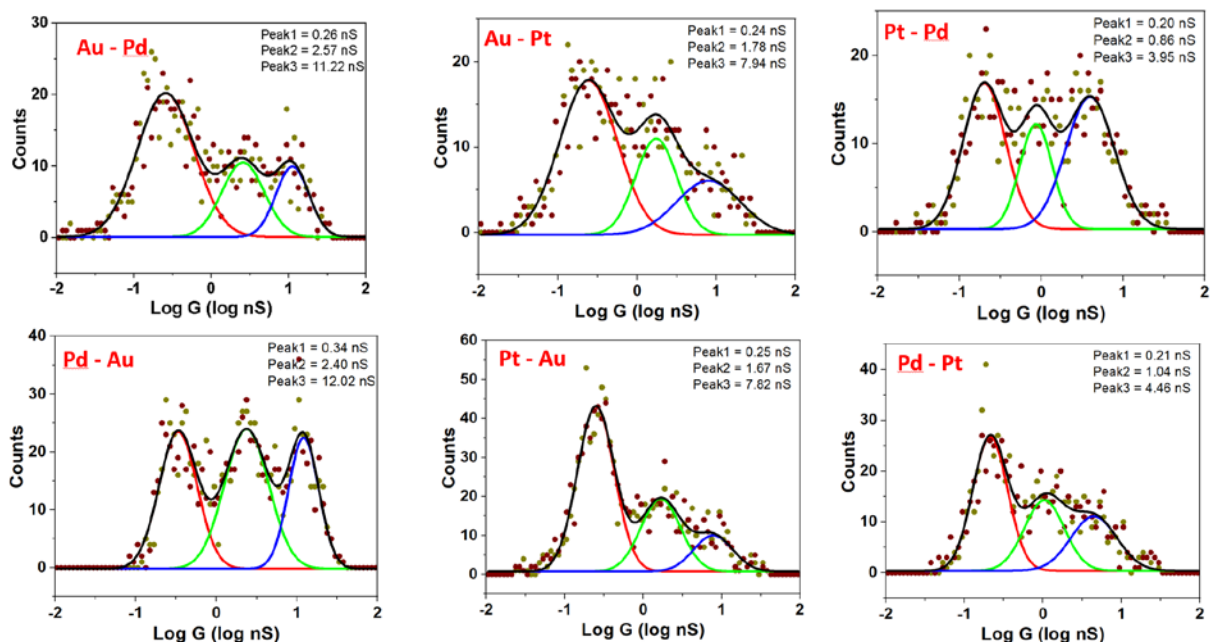 Au - Pd
Peak1 = 0.26 nS
Peak2 = 2.57 nS
Peak3 = 11.22 nS
30
20
10
0
Counts
-2 -1 0 1 2
Log G (log nS)
Au - Pt
Peak1 = 0.24 nS
Peak2 = 1.78 nS
Peak3 = 7.94 nS
20
10
0
Counts
-2 -1 0 1 2
Log G (log nS)
Pt - Pd
Peak1 = 0.20 nS
Peak2 = 0.86 nS
Peak3 = 3.95 nS
20
10
0
Counts
-2 -1 0 1 2
Log G (log nS)
Pd - Au
Peak1 = 0.34 nS
Peak2 = 2.40 nS
Peak3 = 12.02 nS
40
30
20
10
0
Counts
-2 -1 0 1 2
Log G (log nS)
Pt - Au
Peak1 = 0.25 nS
Peak2 = 1.67 nS
Peak3 = 7.82 nS
60
50
40
30
20
10
0
Counts
-2 -1 0 1 2
Log G (log nS)
Pd - Pt
Peak1 = 0.21 nS
Peak2 = 1.04 nS
Peak3 = 4.46 nS
40
30
20
10
0
Counts
-2 -1 0 1 2
Log G (log nS)